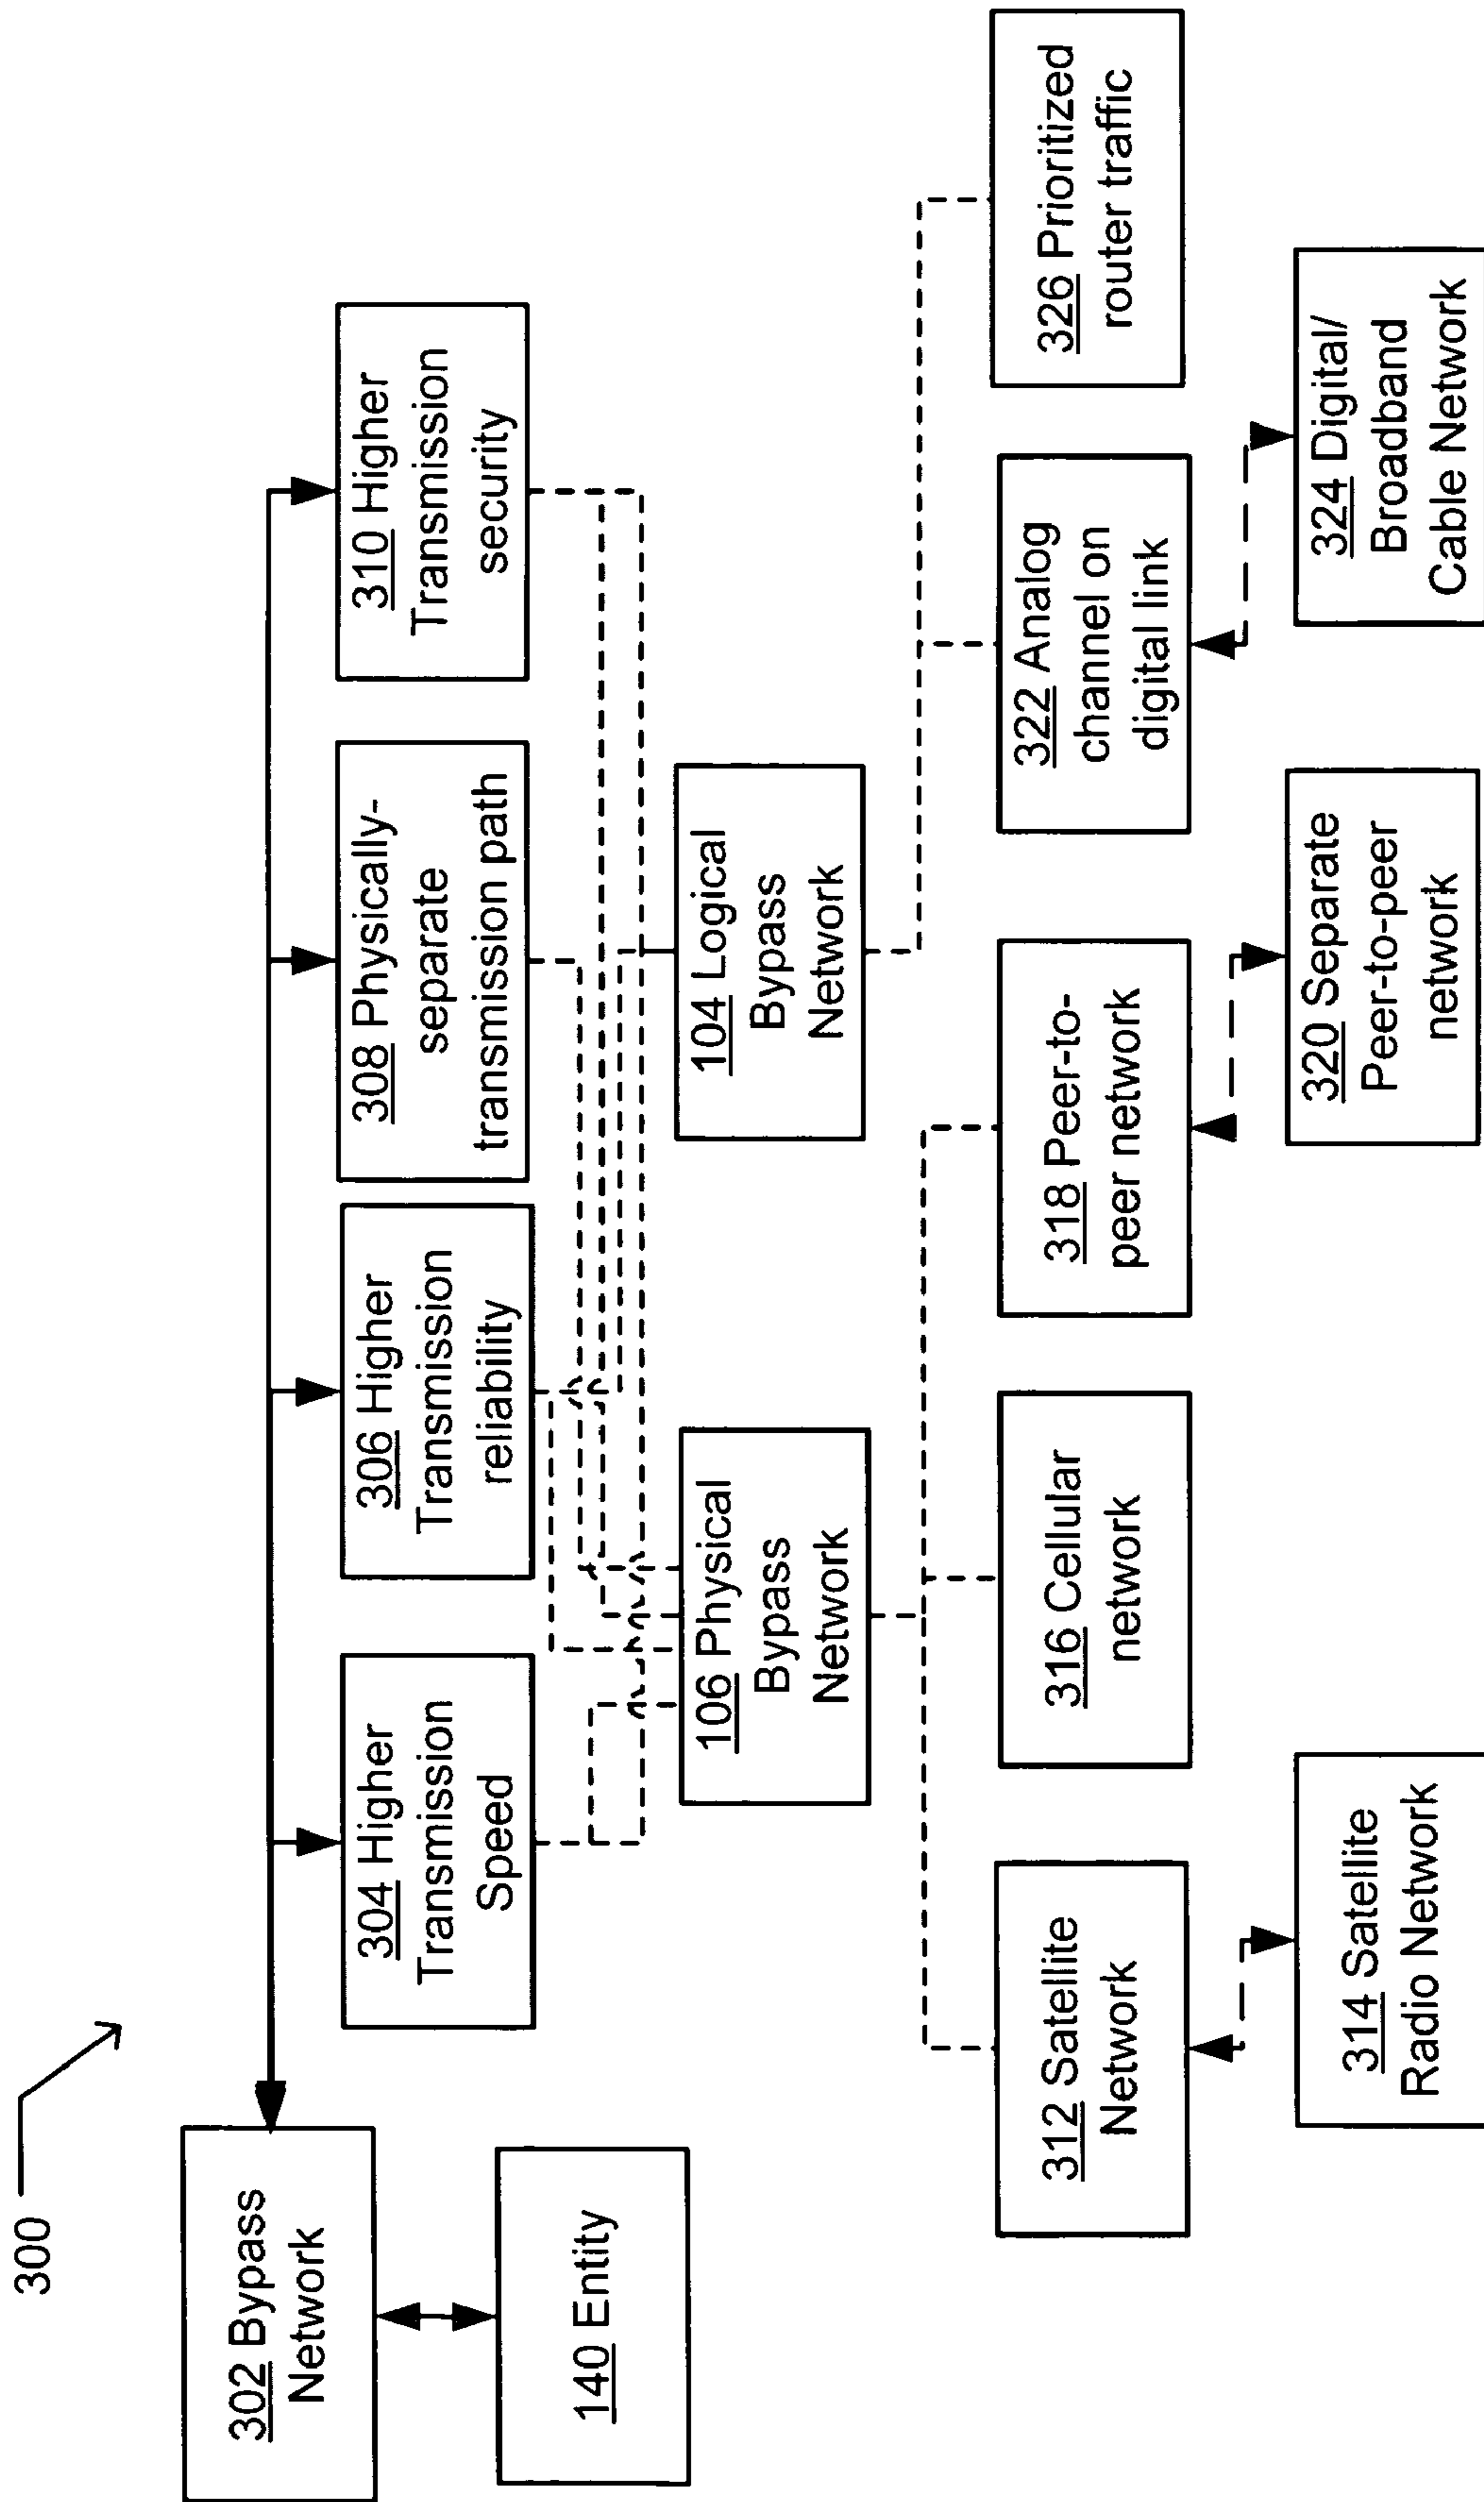 300
302 Bypass
Network
140 Entity
304 Higher
Transmission
Speed
306 Higher
Transmission
reliability
308 Physically-
separate
transmission path
310 Higher
Transmission
security
106 Physical
Bypass
Network
104 Logical
Bypass
Network
312 Satellite
Network
316 Cellular
network
318 Peer-to-
peer network
322 Analog
channel on
digital link
326 Prioritized
router traffic
314 Satellite
Radio Network
320 Separate
Peer-to-peer
network
324 Digital/
Broadband
Cable Network